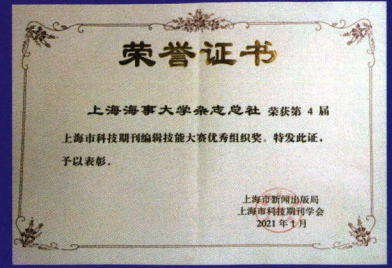 荣誉证书
上海海事大学杂志总社 荣获第 4 届
上海市科技期刊编辑技能大赛优秀组织奖。特发此证，
予以表彰。
上海市新闻出版局
上海市科技期刊学会
2021 年 1 月